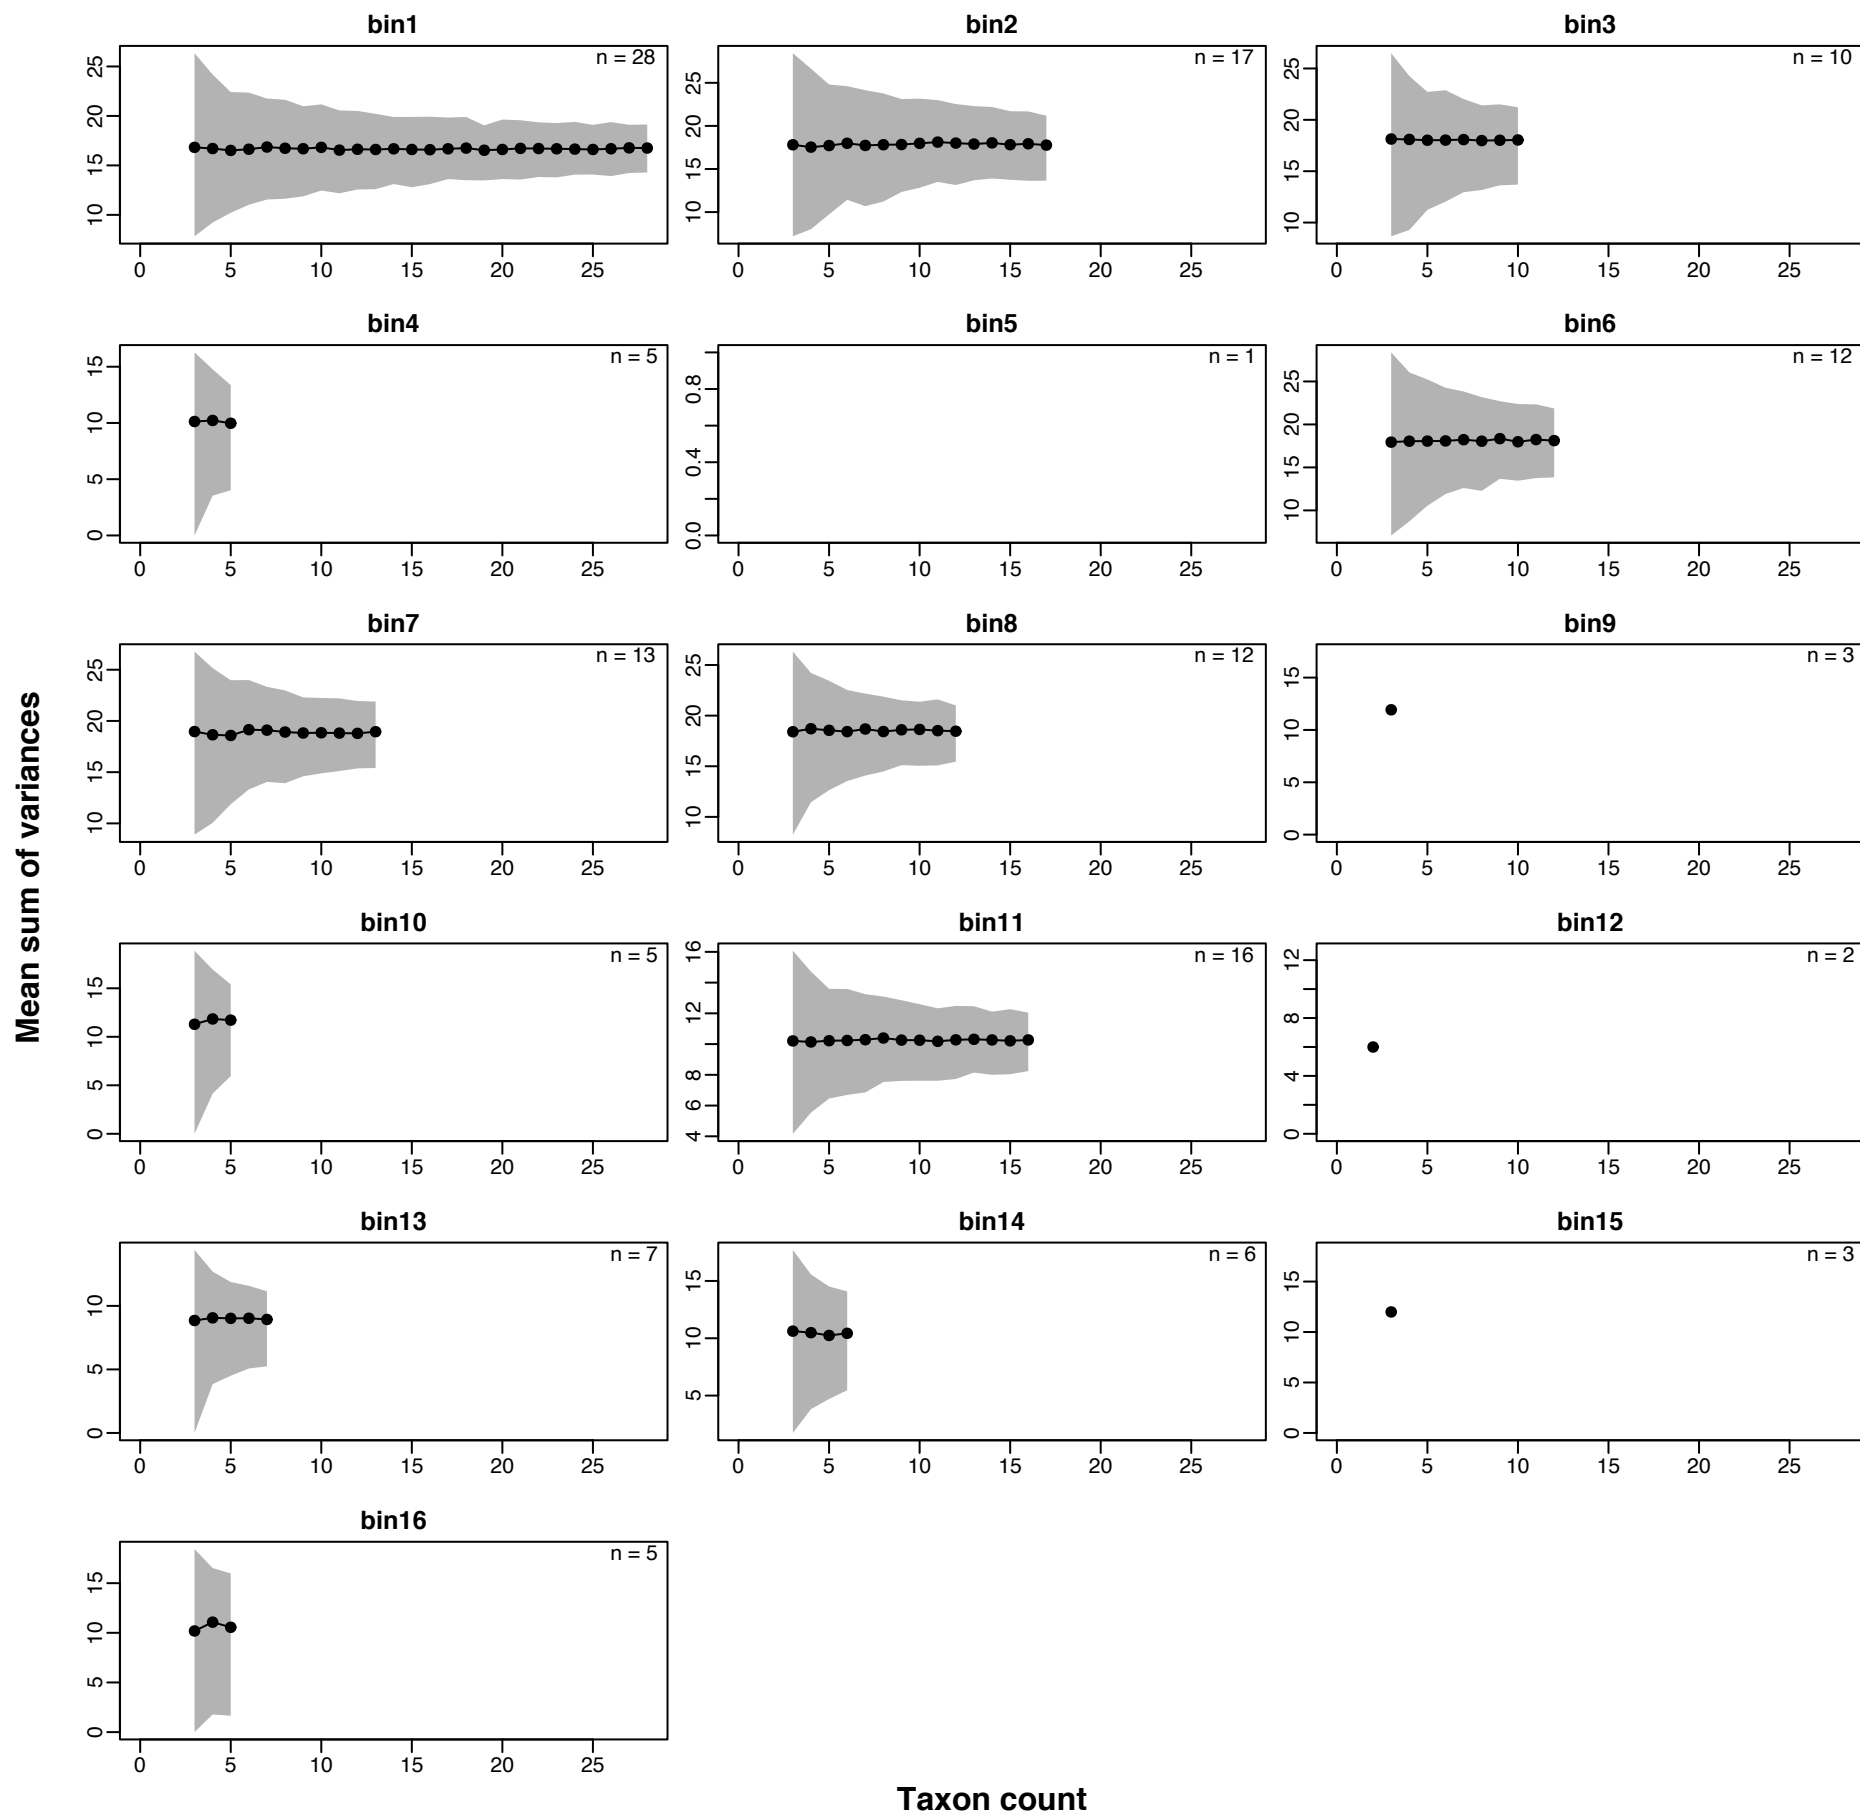 bin1
n = 28
10 15 20 25
0 5 10 15 20 25
bin2
n = 17
10 15 20 25
0 5 10 15 20 25
bin3
n = 10
10 15 20 25
0 5 10 15 20 25
bin4
n = 5
0 5 10 15
0 5 10 15 20 25
bin5
n = 1
0.0 0.4 0.8
0 5 10 15 20 25
bin6
n = 12
10 15 20 25
0 5 10 15 20 25
bin7
n = 13
10 15 20 25
0 5 10 15 20 25
bin8
n = 12
10 15 20 25
0 5 10 15 20 25
bin9
n = 3
0 5 10 15
0 5 10 15 20 25
bin10
n = 5
0 5 10 15
0 5 10 15 20 25
bin11
n = 16
4 6 8 12 16
0 5 10 15 20 25
bin12
n = 2
0 4 8 12
0 5 10 15 20 25
bin13
n = 7
0 5 10
0 5 10 15 20 25
bin14
n = 6
5 10 15
0 5 10 15 20 25
bin15
n = 3
0 5 10 15
0 5 10 15 20 25
bin16
n = 5
0 5 10 15
0 5 10 15 20 25
Mean sum of variances
Taxon count